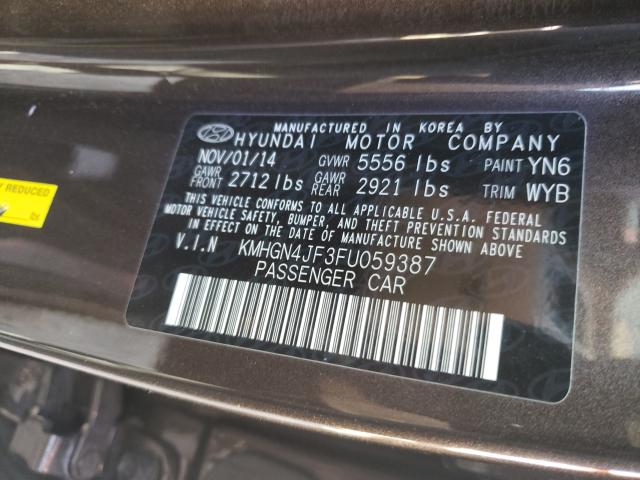 MANUFACTURED IN KOREA BY
HYUNDAI MOTOR COMPANY
NOV/01/14 GVWR 5556 lbs PAINT YN6
GAWR FRONT 2712 lbs GAWR REAR 2921 lbs TRIM WYB
THIS VEHICLE CONFORMS TO ALL APPLICABLE U.S.A. FEDERAL
MOTOR VEHICLE SAFETY, BUMPER, AND THEFT PREVENTION STANDARDS
IN EFFECT ON THE DATE OF MANUFACTURE SHOWN ABOVE.
V.I.N KMHGN4JF3FU059387
PASSENGER CAR
REDUCED